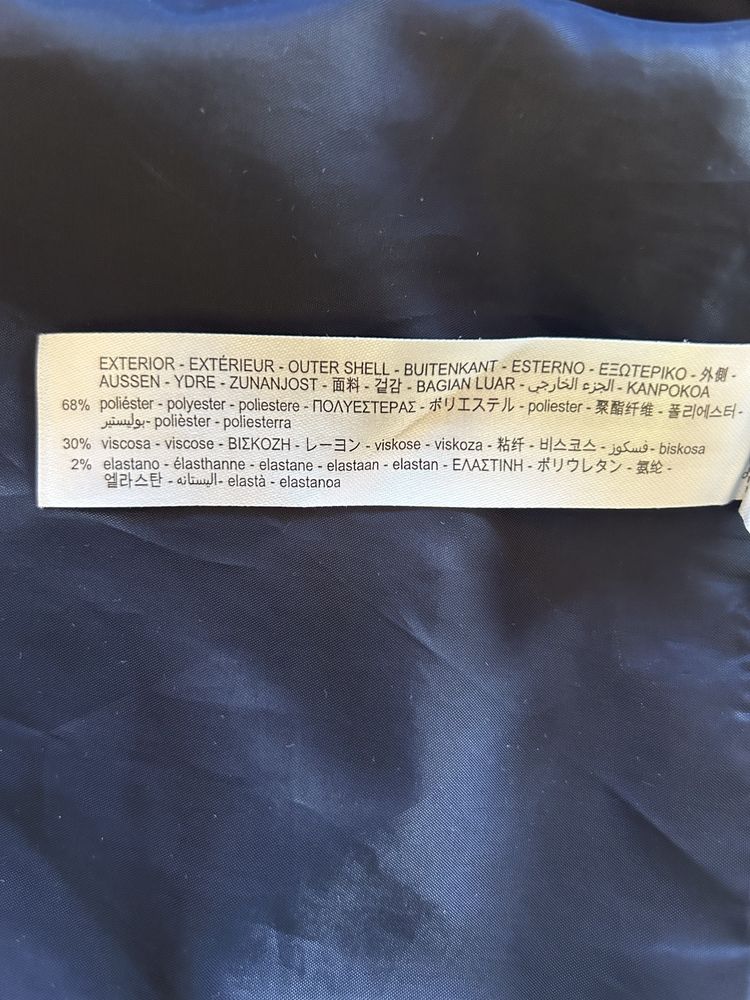 EXTERIOR - EXTÉRIEUR - OUTER SHELL - BUITENKANT - ESTERNO - ΕΞΩΤΕΡΙΚΟ - 外側 -
AUSSEN - YDRE - ZUNANJOST - 面料 - 겉감 - BAGIAN LUAR - الجزء الخارجي - KANPOKOA
68% poliéster - polyester - poliestere - ΠΟΛΥΕΣΤΕΡΑΣ - ポリエステル - poliester - 聚酯纤维 - 폴리에스터 -
بوليستير - polièster - poliesterra
30% viscosa - viscose - ΒΙΣΚΟΖΗ - レーヨン - viskose - viskoza - 粘纤 - 비스코스 - فسكوز - biskosa
2% elastano - élasthanne - elastane - elastaan - elastan - ΕΛΑΣΤΙΝΗ - ポリウレタン - 氨纶 -
엘라스탄 - اليستانه - elastà - elastanoa